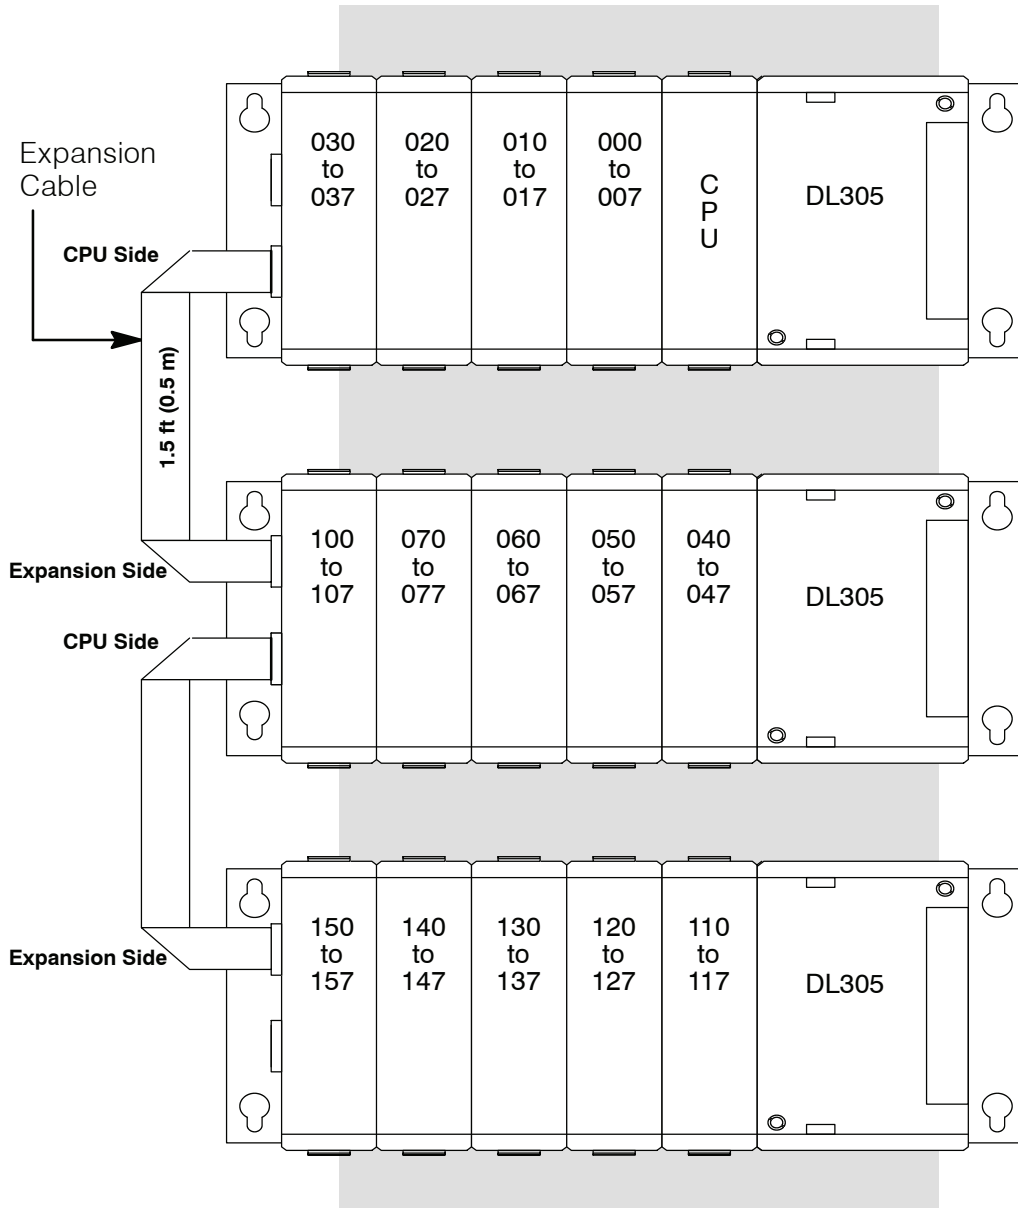 Expansion
Cable
030
to
037
020
to
027
010
to
017
000
to
007
C
P
U
DL305
CPU Side
1.5 ft (0.5 m)
Expansion Side
100
to
107
070
to
077
060
to
067
050
to
057
040
to
047
DL305
CPU Side
Expansion Side
150
to
157
140
to
147
130
to
137
120
to
127
110
to
117
DL305